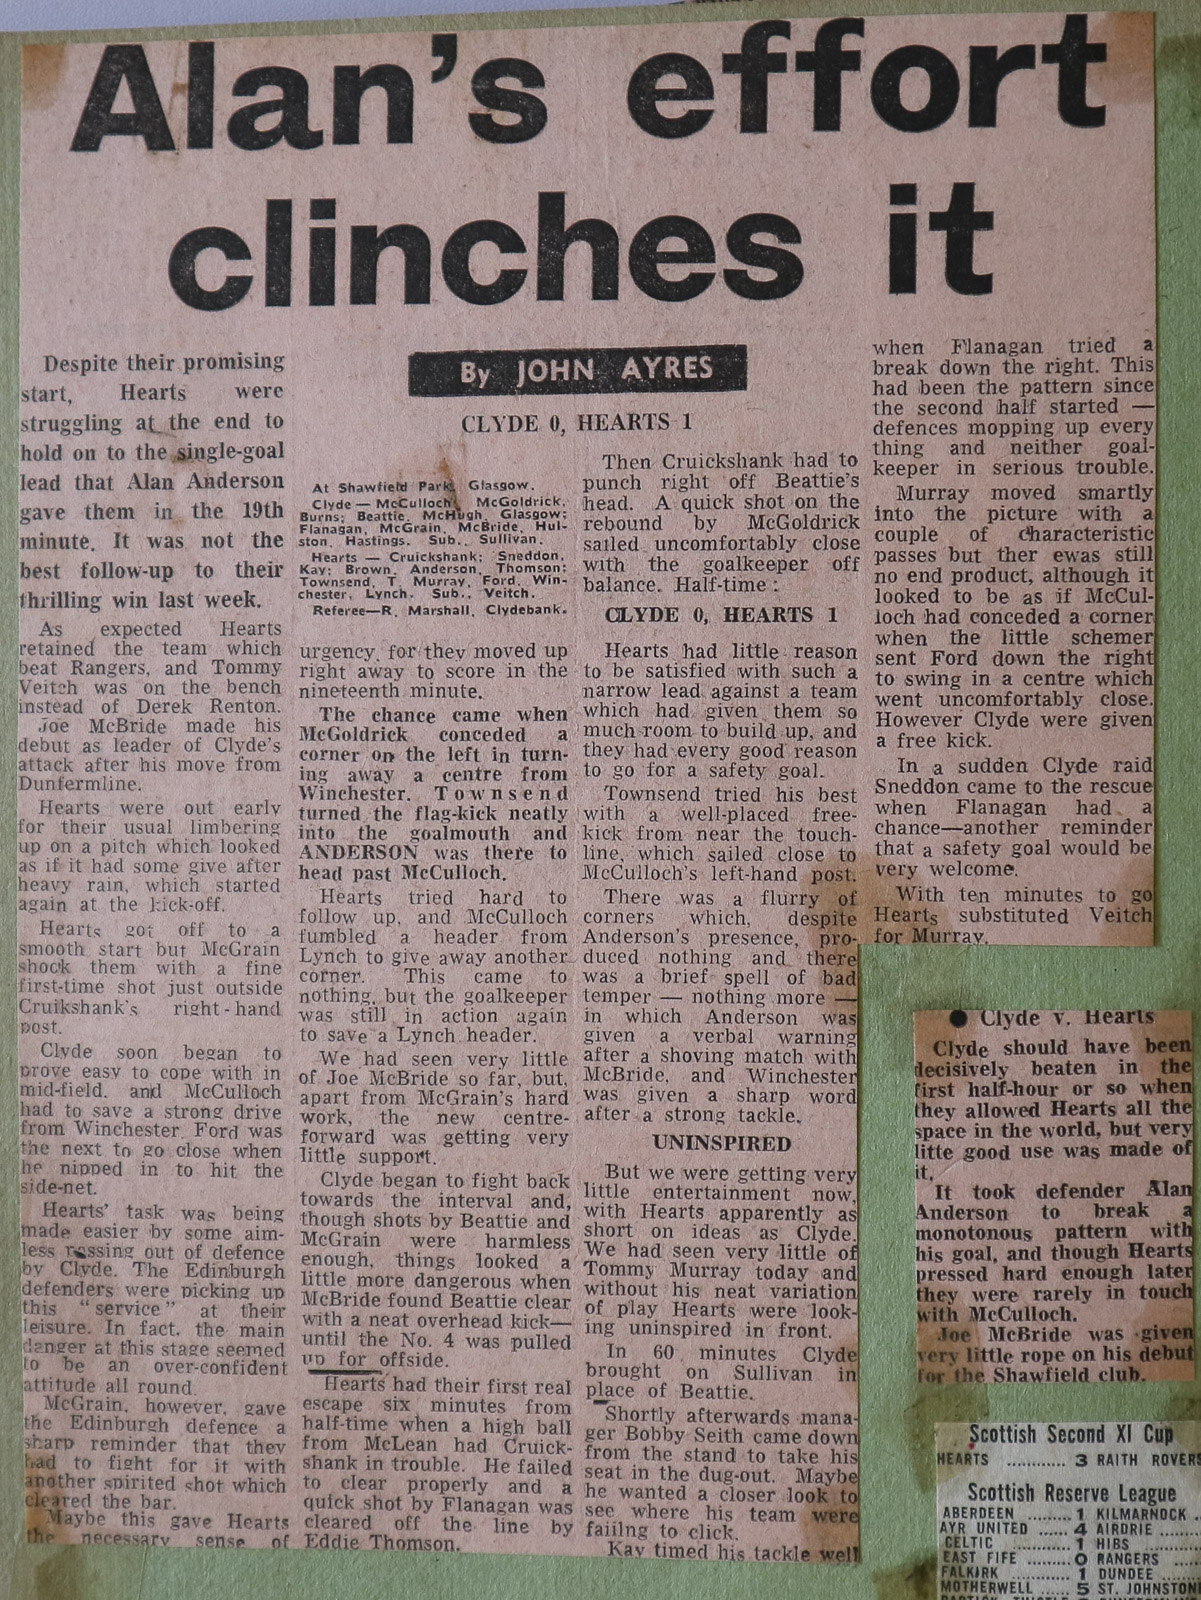 Alan's effort
clinches it
Despite their promising
start, Hearts were
struggling at the end to
hold on to the single-goal
lead that Alan Anderson
gave them in the 19th
minute. It was not the
best follow-up to their
thrilling win last week.
As expected Hearts
retained the team which
beat Rangers, and Tommy
Veitch was on the bench
instead of Derek Renton.
Joe McBride made his
debut as leader of Clyde's
attack after his move from
Dunfermline.
Hearts were out early
for their usual limbering
up on a pitch which looked
as if it had some give after
heavy rain, which started
again at the kick-off.
Hearts got off to a
smooth start but McGrain
shock them with a fine
first-time shot just outside
Cruikshank's right-hand
post.
Clyde soon began to
prove easy to cope with in
mid-field, and McCulloch
had to save a strong drive
from Winchester. Ford was
the next to go close when
he nipped in to hit the
side-net.
Hearts' task was being
made easier by some aim-
less passing out of defence
by Clyde. The Edinburgh
defenders were picking up
this "service" at their
leisure. In fact, the main
danger at this stage seemed
to be an over-confident
attitude all round.
McGrain, however, gave
the Edinburgh defence a
sharp reminder that they
had to fight for it with
another spirited shot which
cleared the bar.
Maybe this gave Hearts
the necessary sense of
By JOHN AYRES
CLYDE 0, HEARTS 1
At Shawfield Park, Glasgow.
Clyde — McCulloch; McGoldrick,
Burns; Beattie, McHugh, Glasgow;
Flanagan, McGrain, McBride, Hul-
ston, Hastings. Sub., Sullivan.
Hearts — Cruickshank; Sneddon,
Kay; Brown, Anderson, Thomson;
Townsend, T. Murray, Ford, Win-
chester, Lynch. Sub., Veitch.
Referee—R. Marshall, Clydebank.
urgency, for they moved up
right away to score in the
nineteenth minute.
The chance came when
McGoldrick conceded a
corner on the left in turn-
ing away a centre from
Winchester. Townsend
turned the flag-kick neatly
into the goalmouth and
ANDERSON was there to
head past McCulloch.
Hearts tried hard to
follow up, and McCulloch
fumbled a header from
Lynch to give away another
corner. This came to
nothing, but the goalkeeper
was still in action again
to save a Lynch header.
We had seen very little
of Joe McBride so far, but,
apart from McGrain's hard
work, the new centre-
forward was getting very
little support.
Clyde began to fight back
towards the interval and,
though shots by Beattie and
McGrain were harmless
enough, things looked a
little more dangerous when
McBride found Beattie clear
with a neat overhead kick—
until the No. 4 was pulled
up for offside.
Hearts had their first real
escape six minutes from
half-time when a high ball
from McLean had Cruick-
shank in trouble. He failed
to clear properly and a
quick shot by Flanagan was
cleared off the line by
Eddie Thomson.
Then Cruickshank had to
punch right off Beattie's
head. A quick shot on the
rebound by McGoldrick
sailed uncomfortably close
with the goalkeeper off
balance. Half-time :
CLYDE 0, HEARTS 1
Hearts had little reason
to be satisfied with such a
narrow lead against a team
which had given them so
much room to build up, and
they had every good reason
to go for a safety goal.
Townsend tried his best
with a well-placed free-
kick from near the touch-
line, which sailed close to
McCulloch's left-hand post.
There was a flurry of
corners which, despite
Anderson's presence, pro-
duced nothing and there
was a brief spell of bad
temper — nothing more —
in which Anderson was
given a verbal warning
after a shoving match with
McBride, and Winchester
was given a sharp word
after a strong tackle.
UNINSPIRED
But we were getting very
little entertainment now,
with Hearts apparently as
short on ideas as Clyde.
We had seen very little of
Tommy Murray today and
without his neat variation
of play Hearts were look-
ing uninspired in front.
In 60 minutes Clyde
brought on Sullivan in
place of Beattie.
Shortly afterwards mana-
ger Bobby Seith came down
from the stand to take his
seat in the dug-out. Maybe
he wanted a closer look to
see where his team were
faiilng to click.
Kay timed his tackle well
when Flanagan tried a
break down the right. This
had been the pattern since
the second half started —
defences mopping up every
thing and neither goal-
keeper in serious trouble.
Murray moved smartly
into the picture with a
couple of characteristic
passes but ther ewas still
no end product, although it
looked to be as if McCul-
loch had conceded a corner
when the little schemer
sent Ford down the right
to swing in a centre which
went uncomfortably close.
However Clyde were given
a free kick.
In a sudden Clyde raid
Sneddon came to the rescue
when Flanagan had a
chance—another reminder
that a safety goal would be
very welcome.
With ten minutes to go
Hearts substituted Veitch
for Murray.
● Clyde v. Hearts
Clyde should have been
decisively beaten in the
first half-hour or so when
they allowed Hearts all the
space in the world, but very
litte good use was made of
it.
It took defender Alan
Anderson to break a
monotonous pattern with
his goal, and though Hearts
pressed hard enough later
they were rarely in touch
with McCulloch.
Joe McBride was given
very little rope on his debut
for the Shawfield club.
Scottish Second XI Cup
HEARTS ........... 3 RAITH ROVERS
Scottish Reserve League
ABERDEEN ........ 1 KILMARNOCK ..
AYR UNITED ..... 4 AIRDRIE .......
CELTIC ............ 1 HIBS ..........
EAST FIFE ........ 0 RANGERS ....
FALKIRK ........... 1 DUNDEE .......
MOTHERWELL ..... 5 ST. JOHNSTON